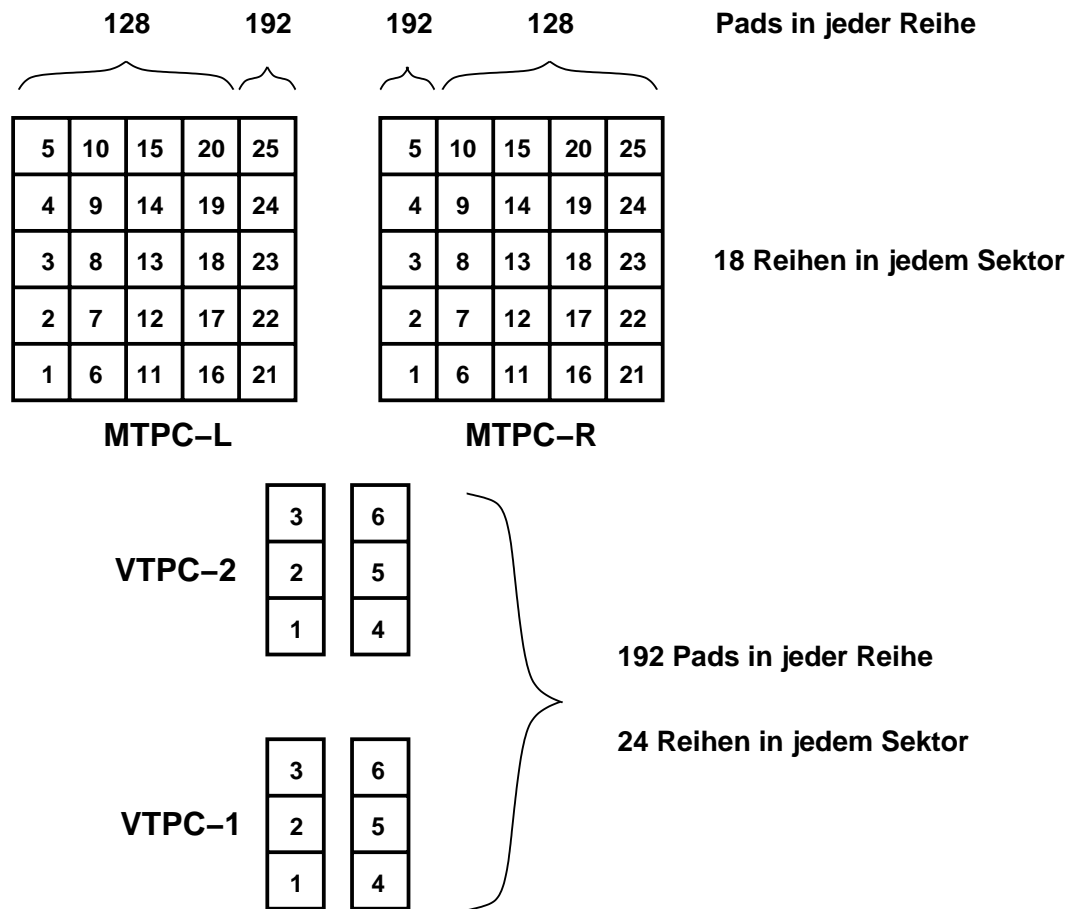 128 192 192 128 Pads in jeder Reihe
5 10 15 20 25 5 10 15 20 25
4 9 14 19 24 4 9 14 19 24
3 8 13 18 23 3 8 13 18 23 18 Reihen in jedem Sektor
2 7 12 17 22 2 7 12 17 22
1 6 11 16 21 1 6 11 16 21
MTPC–L MTPC–R
3 6
VTPC–2 2 5
1 4
192 Pads in jeder Reihe
24 Reihen in jedem Sektor
3 6
VTPC–1 2 5
1 4